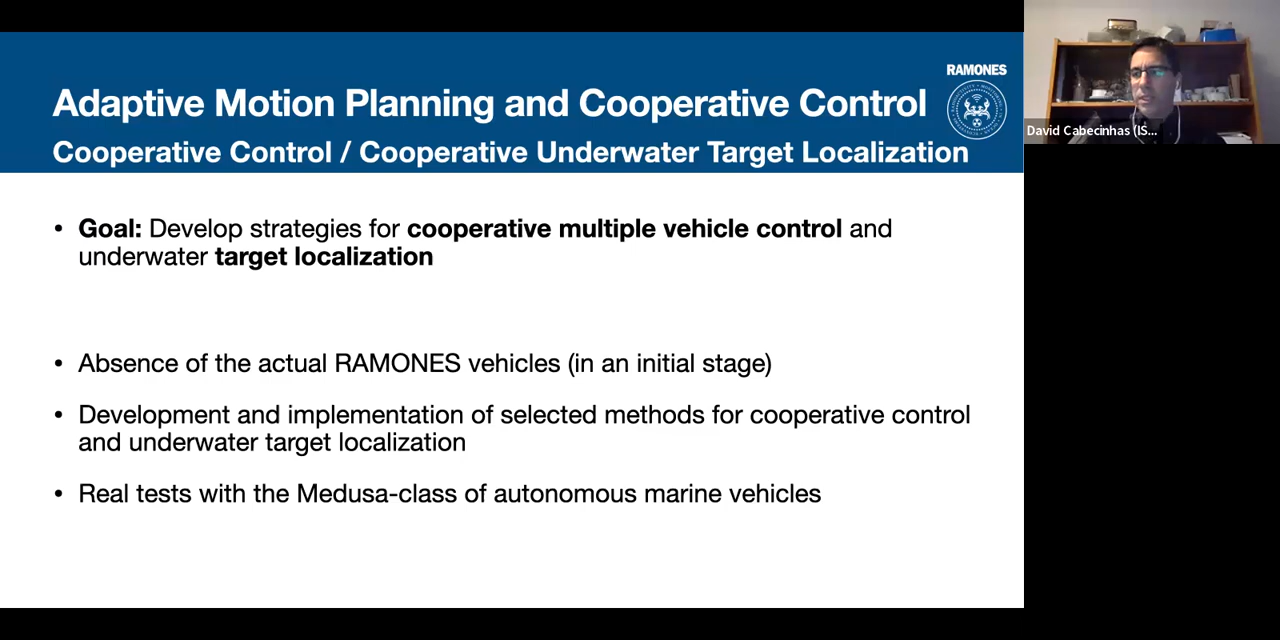 RAMONES
Adaptive Motion Planning and Cooperative Control
Cooperative Control / Cooperative Underwater Target Localization
David Cabecinhas (IS...
• Goal: Develop strategies for cooperative multiple vehicle control and
underwater target localization
• Absence of the actual RAMONES vehicles (in an initial stage)
• Development and implementation of selected methods for cooperative control
and underwater target localization
• Real tests with the Medusa-class of autonomous marine vehicles